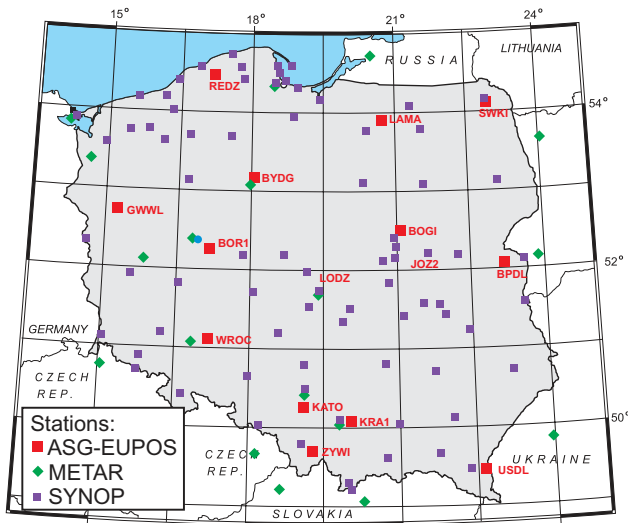 15° 18° 21° 24°
LITHUANIA
RUSSIA
REDZ
54°
SWKI
LAMA
BYDG
GWWL
BOGI
BOR1
JOZ2
52°
BPDL
LODZ
GERMANY
WROC
CZECH
REP.
KATO
50°
KRA1
Stations:
ASG-EUPOS
METAR
SYNOP
CZECH
REP.
ZYWI
UKRAINE
USDL
SLOVAKIA